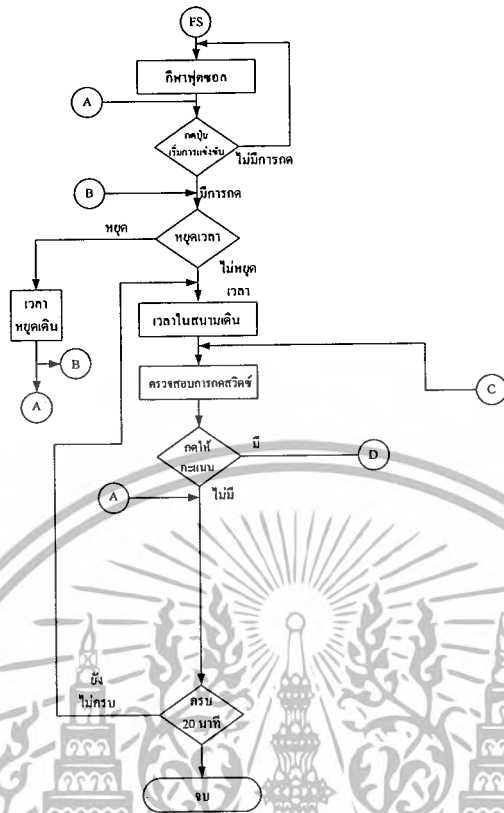 FS
กีฬาฟุตซอล
A
กดปุ่ม
เริ่มการแข่งขัน
ไม่มีการกด
B
มีการกด
หยุด
หยุดเวลา
ไม่หยุด
เวลา
เวลา
หยุดเดิน
เวลาในสนามเดิน
B
A
ตรวจสอบการกดสวิตช์
C
กดให้
คะแนน
มี
D
A
ไม่มี
ยัง
ไม่ครบ
ครบ
20 นาที
จบ